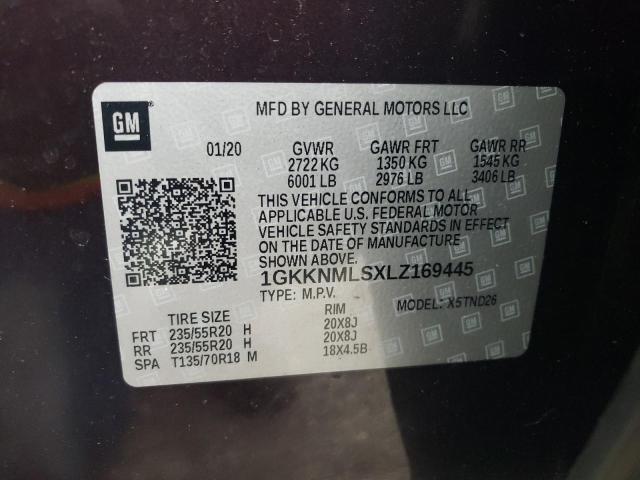 GM
MFD BY GENERAL MOTORS LLC
01/20 GVWR GAWR FRT GAWR RR
2722 KG 1350 KG 1545 KG
6001 LB 2976 LB 3406 LB
THIS VEHICLE CONFORMS TO ALL
APPLICABLE U.S. FEDERAL MOTOR
VEHICLE SAFETY STANDARDS IN EFFECT
ON THE DATE OF MANUFACTURE
SHOWN ABOVE.
1GKKNMLSXLZ169445
TYPE: M.P.V. MODEL: X5TND26
TIRE SIZE RIM
FRT 235/55R20 H 20X8J
RR 235/55R20 H 20X8J
SPA T135/70R18 M 18X4.5B